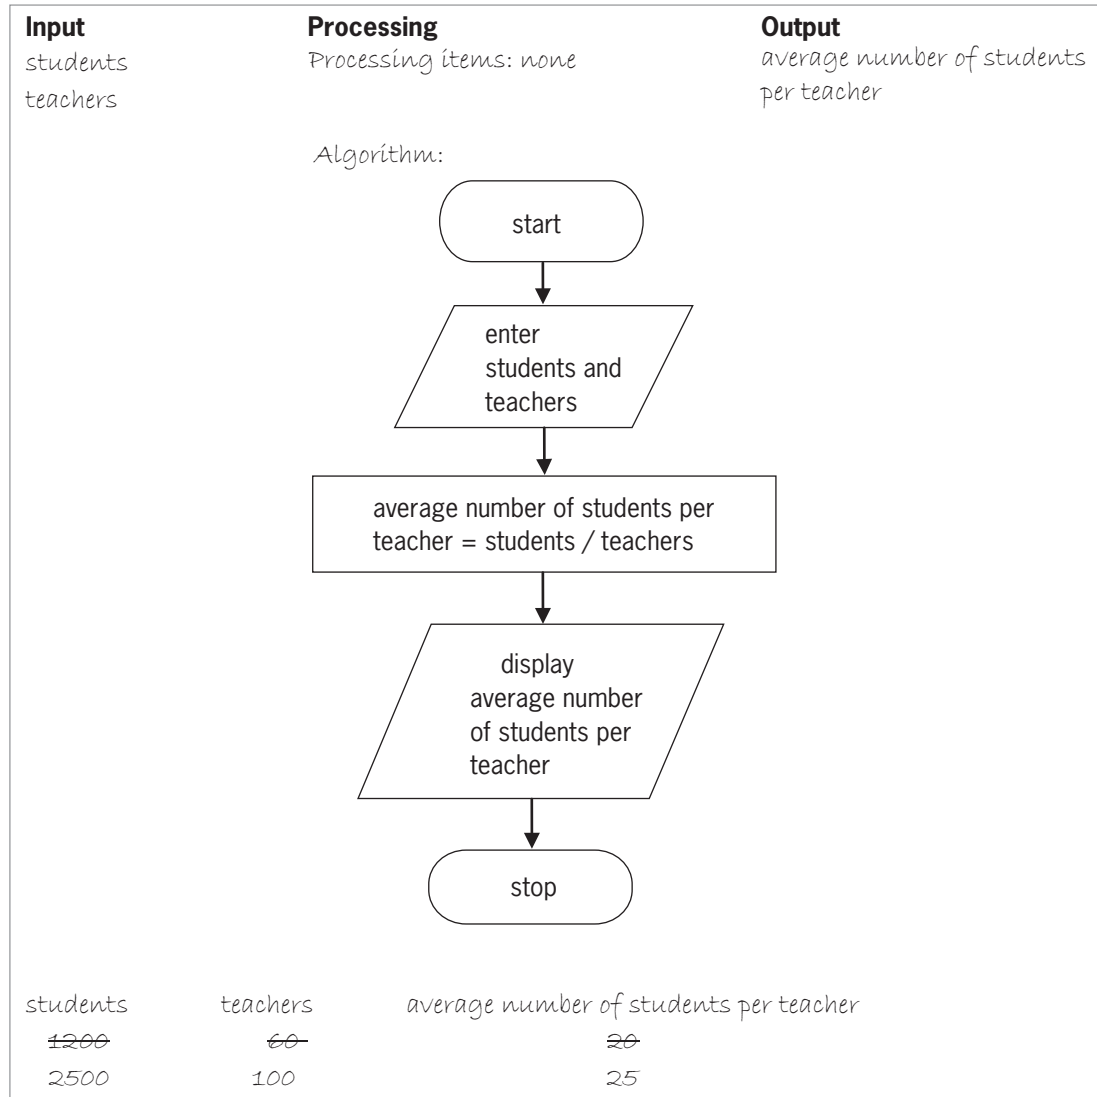 Input Processing Output
students Processing items: none average number of students
teachers per teacher
Algorithm:
start
enter
students and
teachers
average number of students per
teacher = students / teachers
display
average number
of students per
teacher
stop
students teachers average number of students per teacher
1200 60 20
2500 100 25